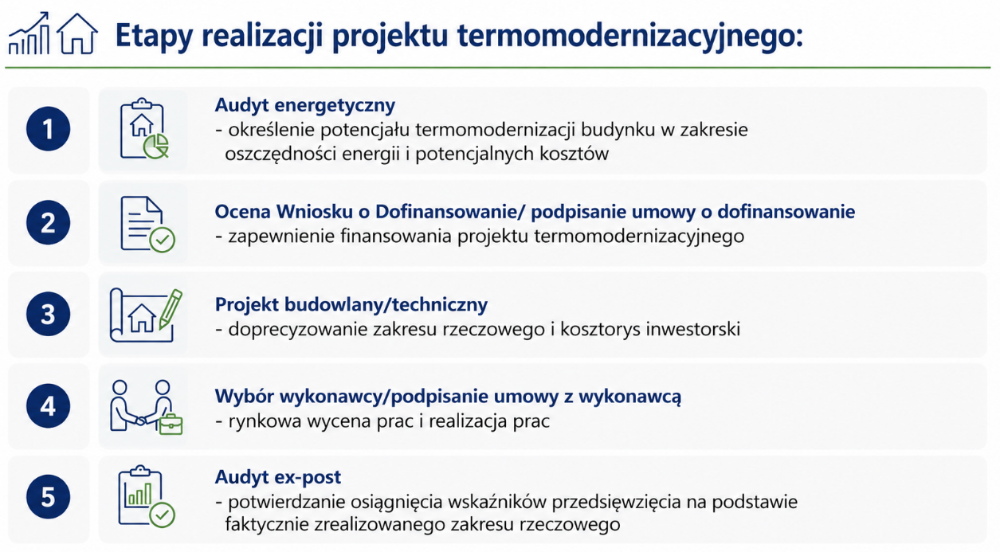 Etapy realizacji projektu termomodernizacyjnego:
1
Audyt energetyczny
- określenie potencjału termomodernizacji budynku w zakresie
oszczędności energii i potencjalnych kosztów
2
Ocena Wniosku o Dofinansowanie/ podpisanie umowy o dofinansowanie
- zapewnienie finansowania projektu termomodernizacyjnego
3
Projekt budowlany/techniczny
- doprecyzowanie zakresu rzeczowego i kosztorys inwestorski
4
Wybór wykonawcy/podpisanie umowy z wykonawcą
- rynkowa wycena prac i realizacja prac
5
Audyt ex-post
- potwierdzanie osiągnięcia wskaźników przedsięwzięcia na podstawie
faktycznie zrealizowanego zakresu rzeczowego